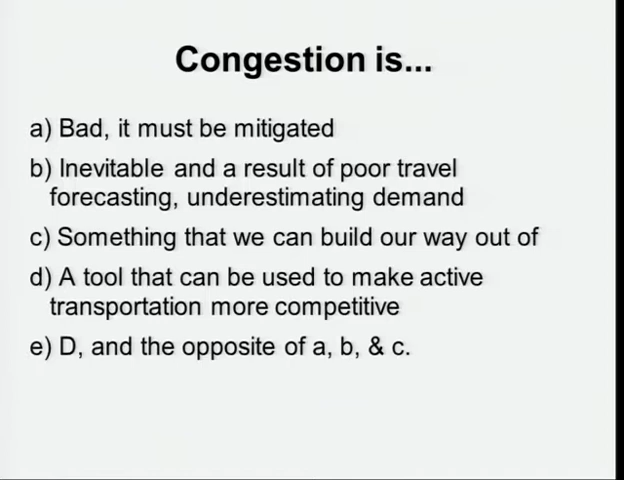 Congestion is...
a) Bad, it must be mitigated
b) Inevitable and a result of poor travel
forecasting, underestimating demand
c) Something that we can build our way out of
d) A tool that can be used to make active
transportation more competitive
e) D, and the opposite of a, b, & c.